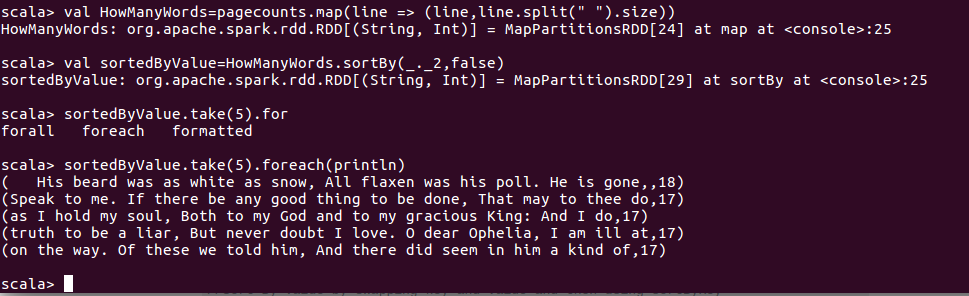 scala> val HowManyWords=pagecounts.map(line => (line,line.split(" ").size))
HowManyWords: org.apache.spark.rdd.RDD[(String, Int)] = MapPartitionsRDD[24] at map at <console>:25
scala> val sortedByValue=HowManyWords.sortBy(_._2,false)
sortedByValue: org.apache.spark.rdd.RDD[(String, Int)] = MapPartitionsRDD[29] at sortBy at <console>:25
scala> sortedByValue.take(5).for
forall   foreach   formatted
scala> sortedByValue.take(5).foreach(println)
(   His beard was as white as snow, All flaxen was his poll. He is gone,,18)
(Speak to me. If there be any good thing to be done, That may to thee do,17)
(as I hold my soul, Both to my God and to my gracious King: And I do,17)
(truth to be a liar, But never doubt I love. O dear Ophelia, I am ill at,17)
(on the way. Of these we told him, And there did seem in him a kind of,17)
scala>